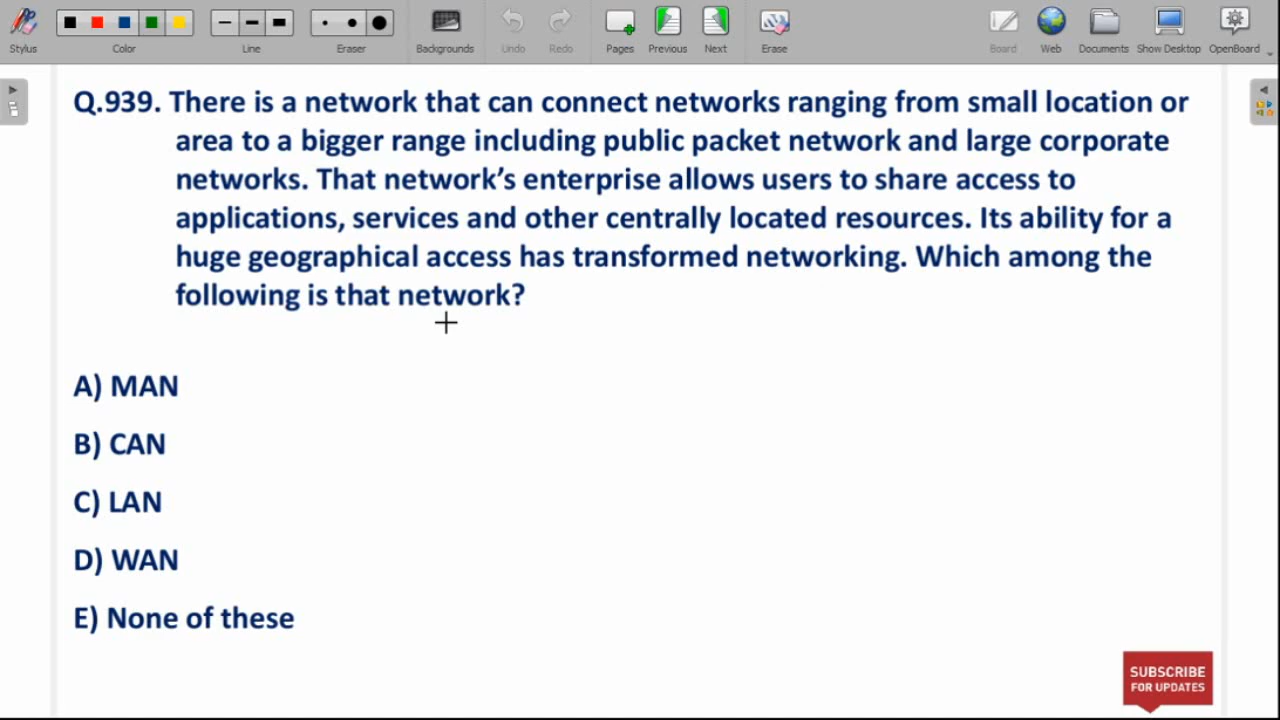 Stylus Color Line Eraser Backgrounds Undo Redo Pages Previous Next Erase Board Web Documents Show Desktop OpenBoard
Q.939. There is a network that can connect networks ranging from small location or
area to a bigger range including public packet network and large corporate
networks. That network’s enterprise allows users to share access to
applications, services and other centrally located resources. Its ability for a
huge geographical access has transformed networking. Which among the
following is that network?
A) MAN
B) CAN
C) LAN
D) WAN
E) None of these
SUBSCRIBE
FOR UPDATES